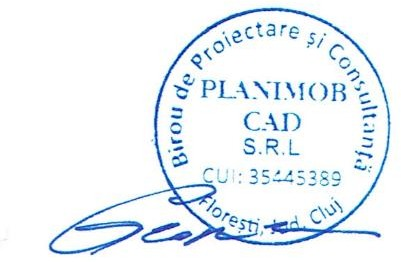 Birou de Proiectare și Consultanță
PLANIMOB
CAD
S.R.L
CUI: 35445389
Florești, Jud. Cluj